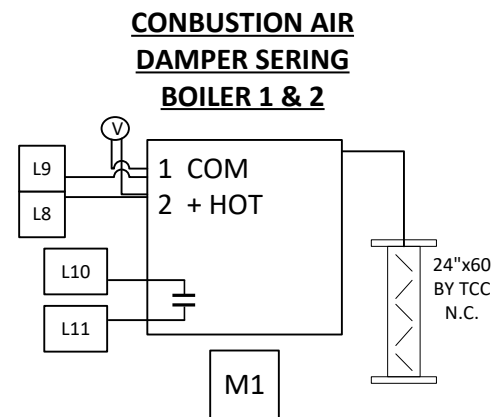 CONBUSTION AIR
DAMPER SERING
BOILER 1 & 2
V
L9
1 COM
L8
2 + HOT
L10
L11
24"x60
BY TCC
N.C.
M1